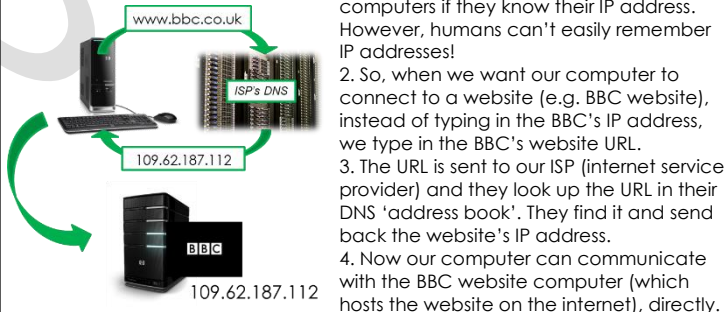 www.bbc.co.uk
ISP's DNS
109.62.187.112
BBC
109.62.187.112
computers if they know their IP address.
However, humans can’t easily remember
IP addresses!
2. So, when we want our computer to
connect to a website (e.g. BBC website),
instead of typing in the BBC’s IP address,
we type in the BBC’s website URL.
3. The URL is sent to our ISP (internet service
provider) and they look up the URL in their
DNS ‘address book’. They find it and send
back the website’s IP address.
4. Now our computer can communicate
with the BBC website computer (which
hosts the website on the internet), directly.